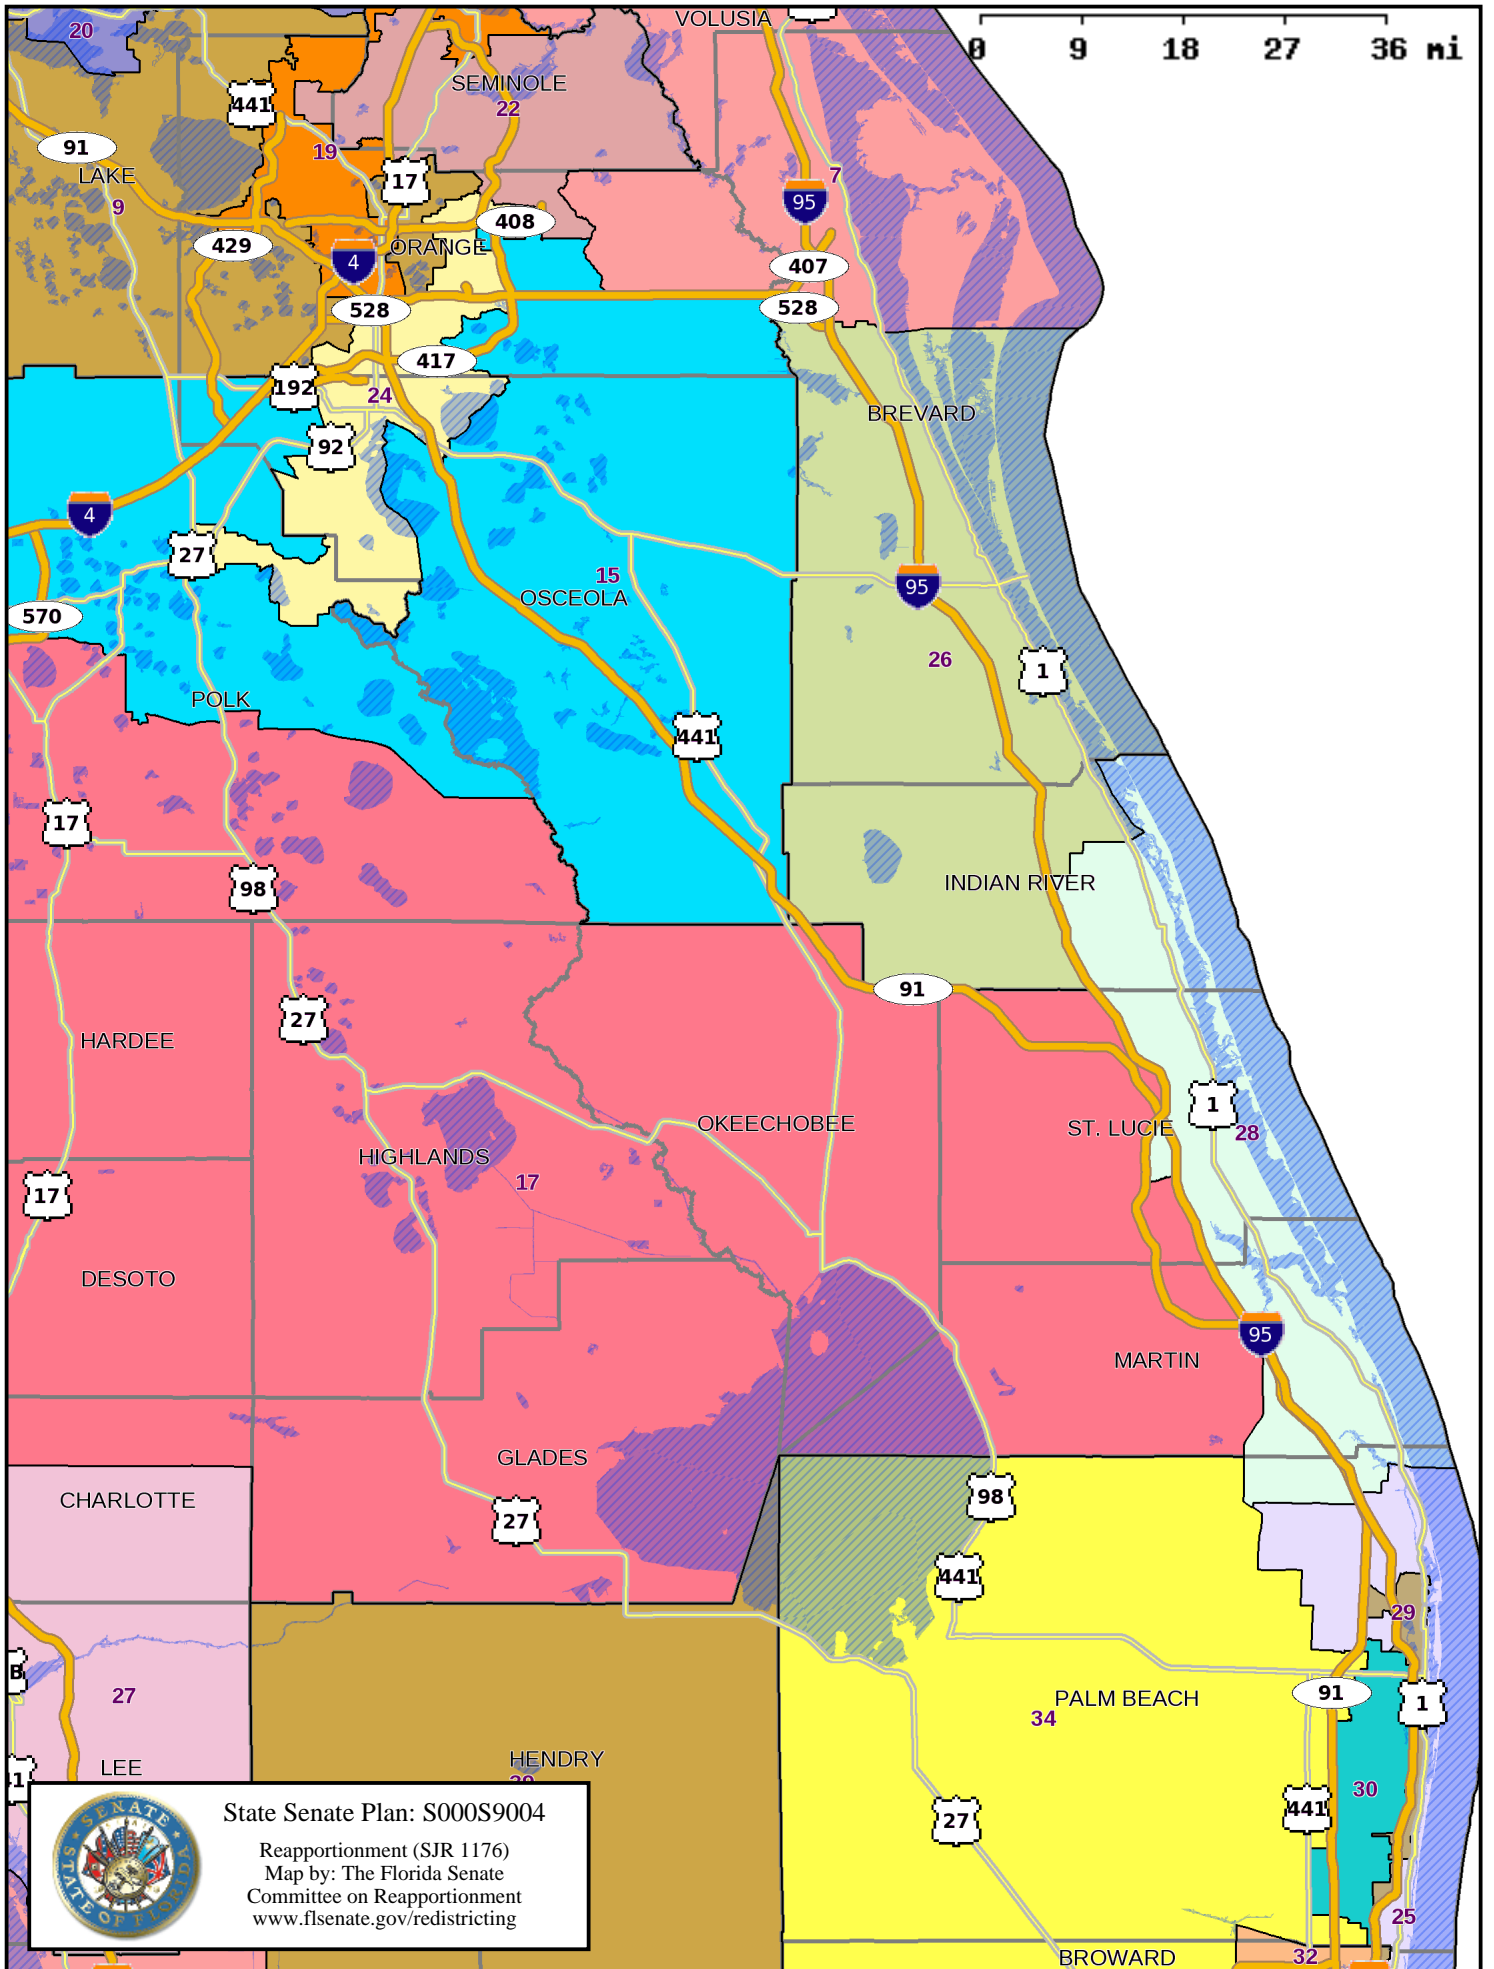 VOLUSIA
20
0 9 18 27 36 mi
SEMINOLE
22
441
91
19
LAKE
17
7
9
95
408
429
ORANGE
4
407
528
528
417
192
24
BREVARD
92
4
27
15
95
OSCEOLA
570
26
1
POLK
441
17
98
INDIAN RIVER
91
27
HARDEE
1
OKEECHOBEE
ST. LUCIE
28
HIGHLANDS
17
17
DESOTO
95
MARTIN
GLADES
98
CHARLOTTE
27
441
29
B
27
91
PALM BEACH
1
34
HENDRY
LEE
41
30
441
27
State Senate Plan: S000S9004
Reapportionment (SJR 1176)
Map by: The Florida Senate
Committee on Reapportionment
www.flsenate.gov/redistricting
SENATE
STATE OF FLORIDA
25
32
BROWARD